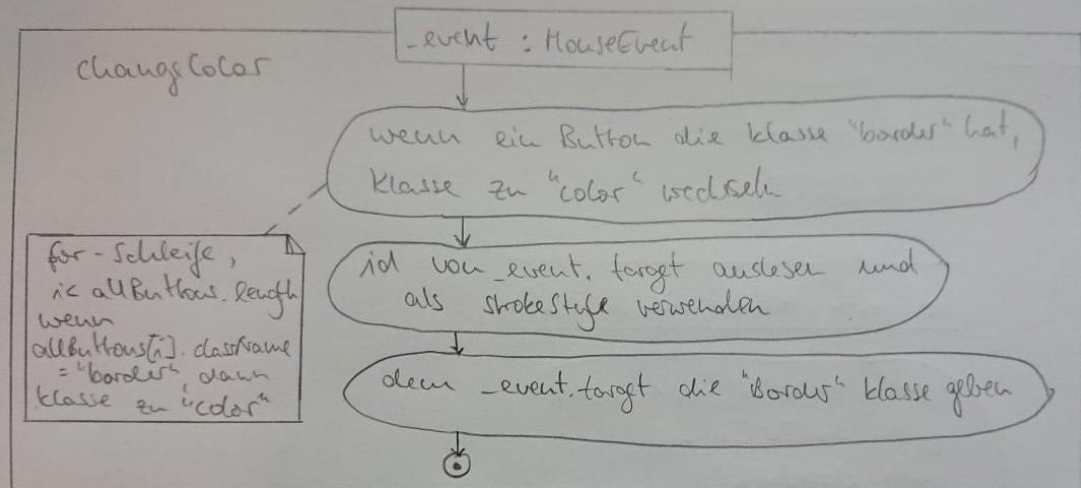 _event : MouseEvent
changeColor
wenn ein Button die klasse "border" hat,
klasse zu "color" wechseln
for-Schleife,
i< allButtons.length
wenn
allButtons[i].className
= "border", dann
klasse zu "color"
id von _event.target auslesen und
als strokeStyle verwenden
dem _event.target die "Border" klasse geben